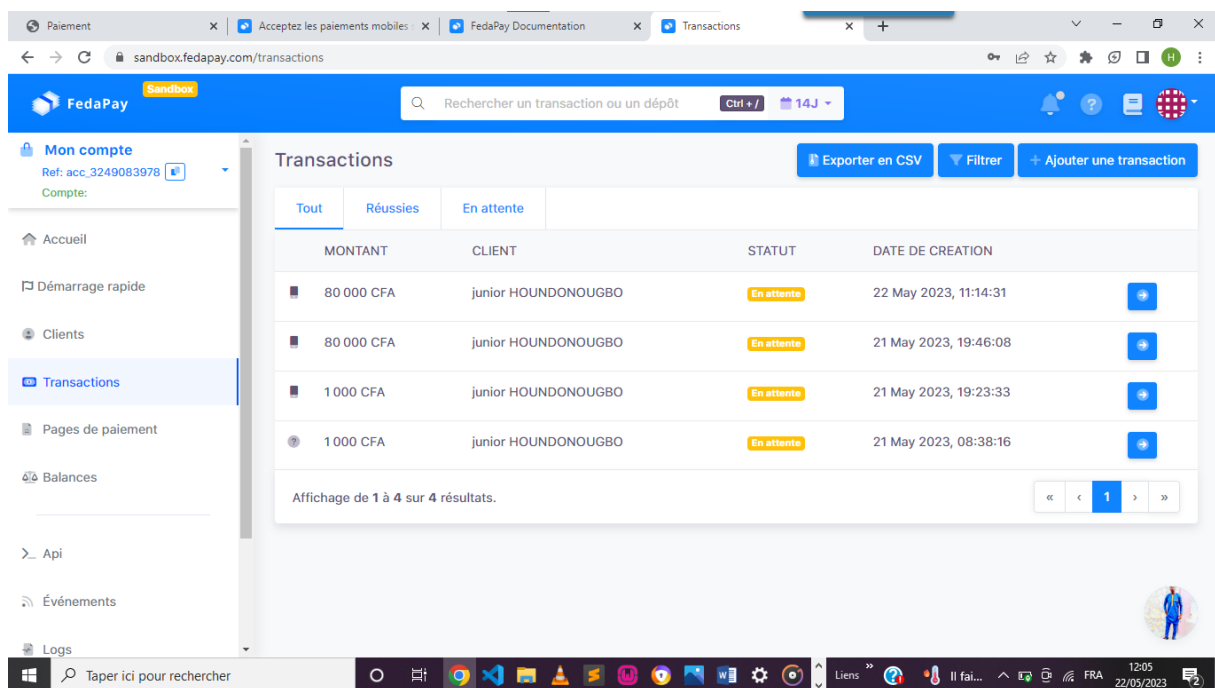 Paiement
Acceptez les paiements mobiles
FedaPay Documentation
Transactions
sandbox.fedapay.com/transactions
H
FedaPay
Sandbox
Rechercher un transaction ou un dépôt
Ctrl + /
14J
Mon compte
Ref: acc_3249083978
Compte:
Accueil
Démarrage rapide
Clients
Transactions
Pages de paiement
Balances
Api
Événements
Logs
Transactions
Exporter en CSV
Filtrer
+ Ajouter une transaction
Tout Réussies En attente
MONTANT CLIENT STATUT DATE DE CREATION
80 000 CFA junior HOUNDONOUGBO En attente 22 May 2023, 11:14:31
80 000 CFA junior HOUNDONOUGBO En attente 21 May 2023, 19:46:08
1 000 CFA junior HOUNDONOUGBO En attente 21 May 2023, 19:23:33
1 000 CFA junior HOUNDONOUGBO En attente 21 May 2023, 08:38:16
Affichage de 1 à 4 sur 4 résultats.
« ‹ 1 › »
Taper ici pour rechercher
Liens
Il fai...
FRA
12:05
22/05/2023
2